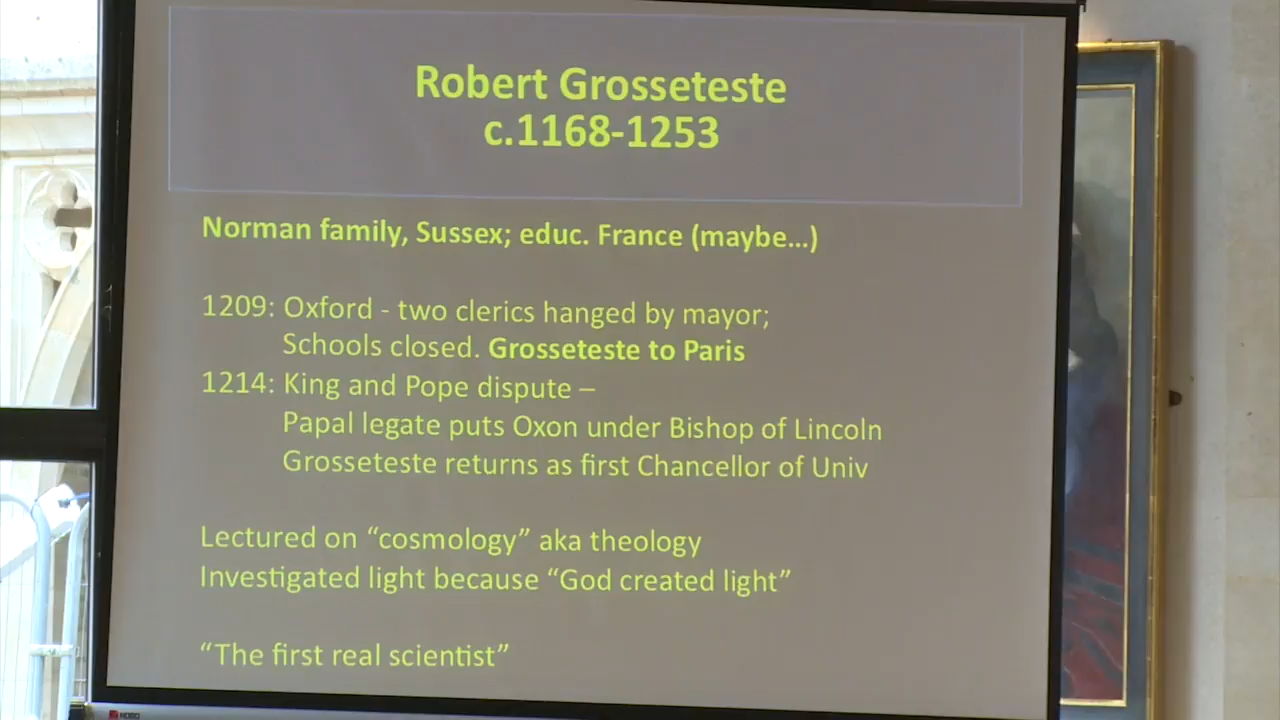 Robert Grosseteste
c.1168-1253
Norman family, Sussex; educ. France (maybe...)
1209: Oxford - two clerics hanged by mayor;
Schools closed. Grosseteste to Paris
1214: King and Pope dispute –
Papal legate puts Oxon under Bishop of Lincoln
Grosseteste returns as first Chancellor of Univ
Lectured on “cosmology” aka theology
Investigated light because “God created light”
“The first real scientist”